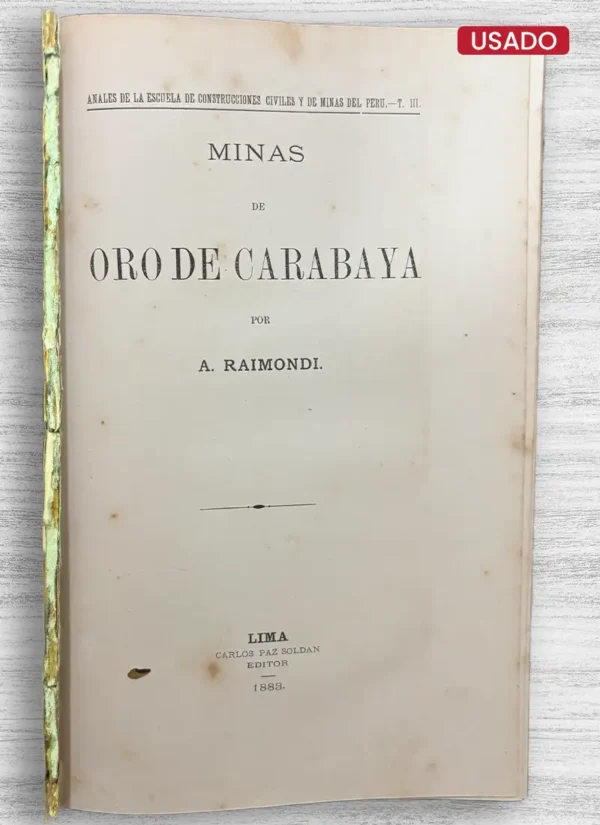 USADO
ANALES DE LA ESCUELA DE CONSTRUCCIONES CIVILES Y DE MINAS DEL PERU.—T. III.
MINAS
DE
ORO DE CARABAYA
POR
A. RAIMONDI.
LIMA
CARLOS PAZ SOLDAN
EDITOR
1883.